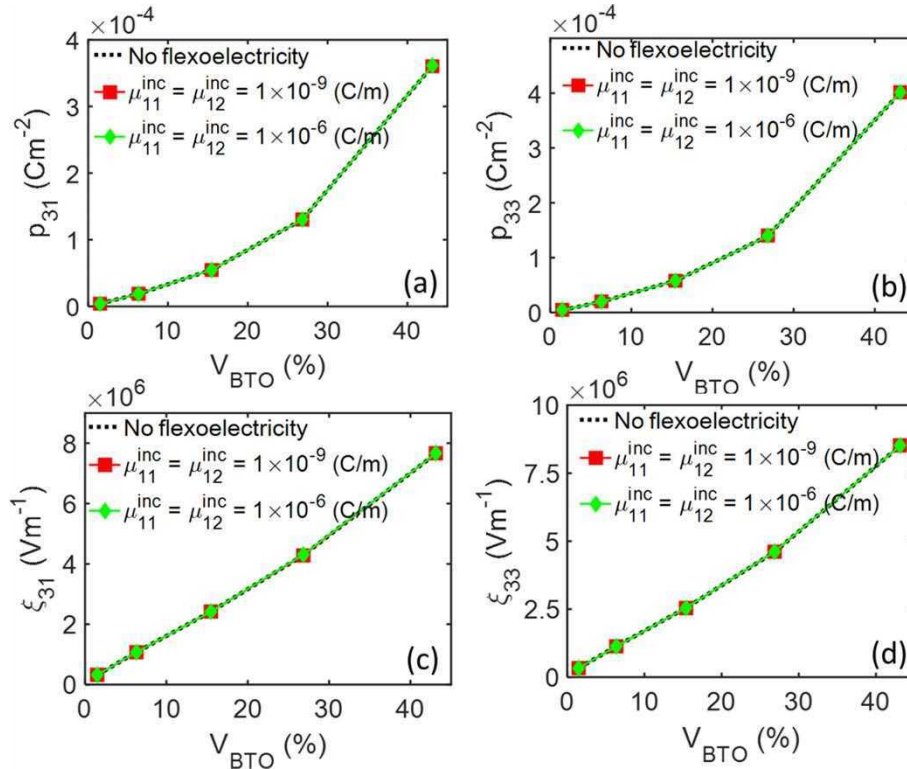 ×10⁻⁴
4
3
2
1
0
0 10 20 30 40
p₃₁ (Cm⁻²)
V_BTO (%)
No flexoelectricity
μ₁₁^inc = μ₁₂^inc = 1×10⁻⁹ (C/m)
μ₁₁^inc = μ₁₂^inc = 1×10⁻⁶ (C/m)
(a)
×10⁻⁴
4
2
0
0 10 20 30 40
p₃₃ (Cm⁻²)
V_BTO (%)
No flexoelectricity
μ₁₁^inc = μ₁₂^inc = 1×10⁻⁹ (C/m)
μ₁₁^inc = μ₁₂^inc = 1×10⁻⁶ (C/m)
(b)
×10⁶
8
6
4
2
0
0 10 20 30 40
ξ₃₁ (Vm⁻¹)
V_BTO (%)
No flexoelectricity
μ₁₁^inc = μ₁₂^inc = 1×10⁻⁹ (C/m)
μ₁₁^inc = μ₁₂^inc = 1×10⁻⁶ (C/m)
(c)
×10⁶
10
7.5
5
2.5
0
0 10 20 30 40
ξ₃₃ (Vm⁻¹)
V_BTO (%)
No flexoelectricity
μ₁₁^inc = μ₁₂^inc = 1×10⁻⁹ (C/m)
μ₁₁^inc = μ₁₂^inc = 1×10⁻⁶ (C/m)
(d)